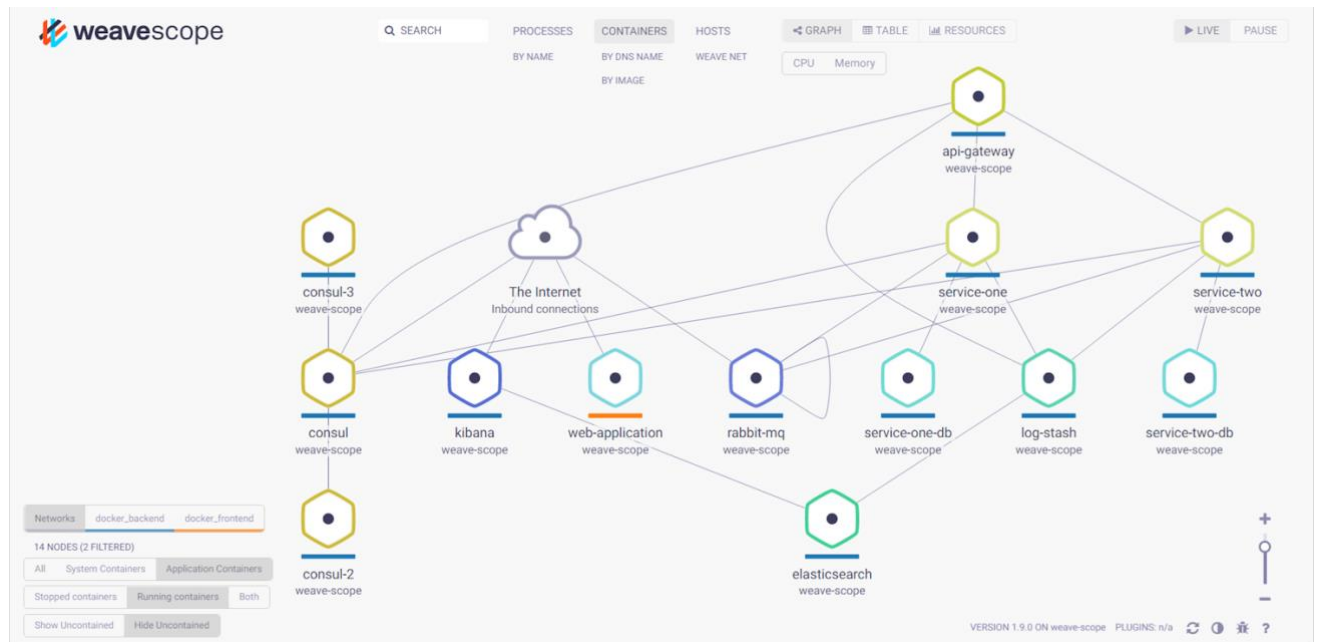 weavescope
SEARCH
PROCESSES
BY NAME
CONTAINERS
BY DNS NAME
BY IMAGE
HOSTS
WEAVE NET
GRAPH TABLE RESOURCES
CPU Memory
LIVE PAUSE
api-gateway
weave-scope
consul-3
weave-scope
The Internet
Inbound connections
service-one
weave-scope
service-two
weave-scope
consul
weave-scope
kibana
weave-scope
web-application
weave-scope
rabbit-mq
weave-scope
service-one-db
weave-scope
log-stash
weave-scope
service-two-db
weave-scope
consul-2
weave-scope
elasticsearch
weave-scope
Networks docker_backend docker_frontend
14 NODES (2 FILTERED)
All System Containers Application Containers
Stopped containers Running containers Both
Show Uncontained Hide Uncontained
VERSION 1.9.0 ON weave-scope PLUGINS: n/a ?